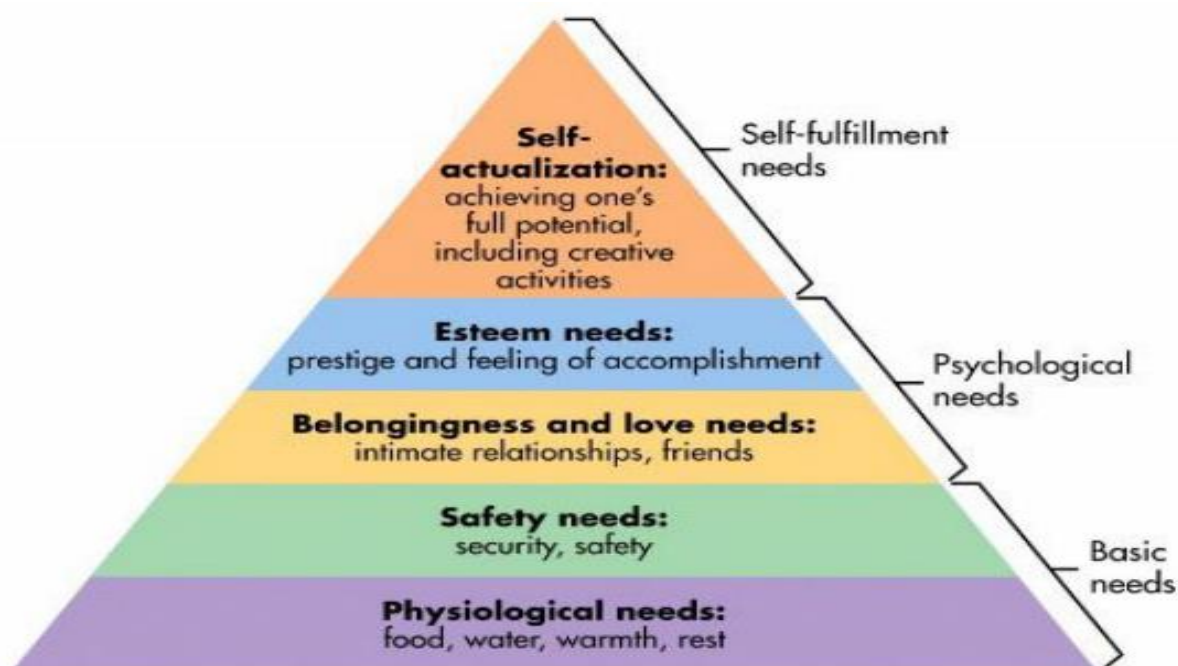 Self-
actualization:
achieving one's
full potential,
including creative
activities
Self-fulfillment
needs
Esteem needs:
prestige and feeling of accomplishment
Psychological
needs
Belongingness and love needs:
intimate relationships, friends
Safety needs:
security, safety
Basic
needs
Physiological needs:
food, water, warmth, rest